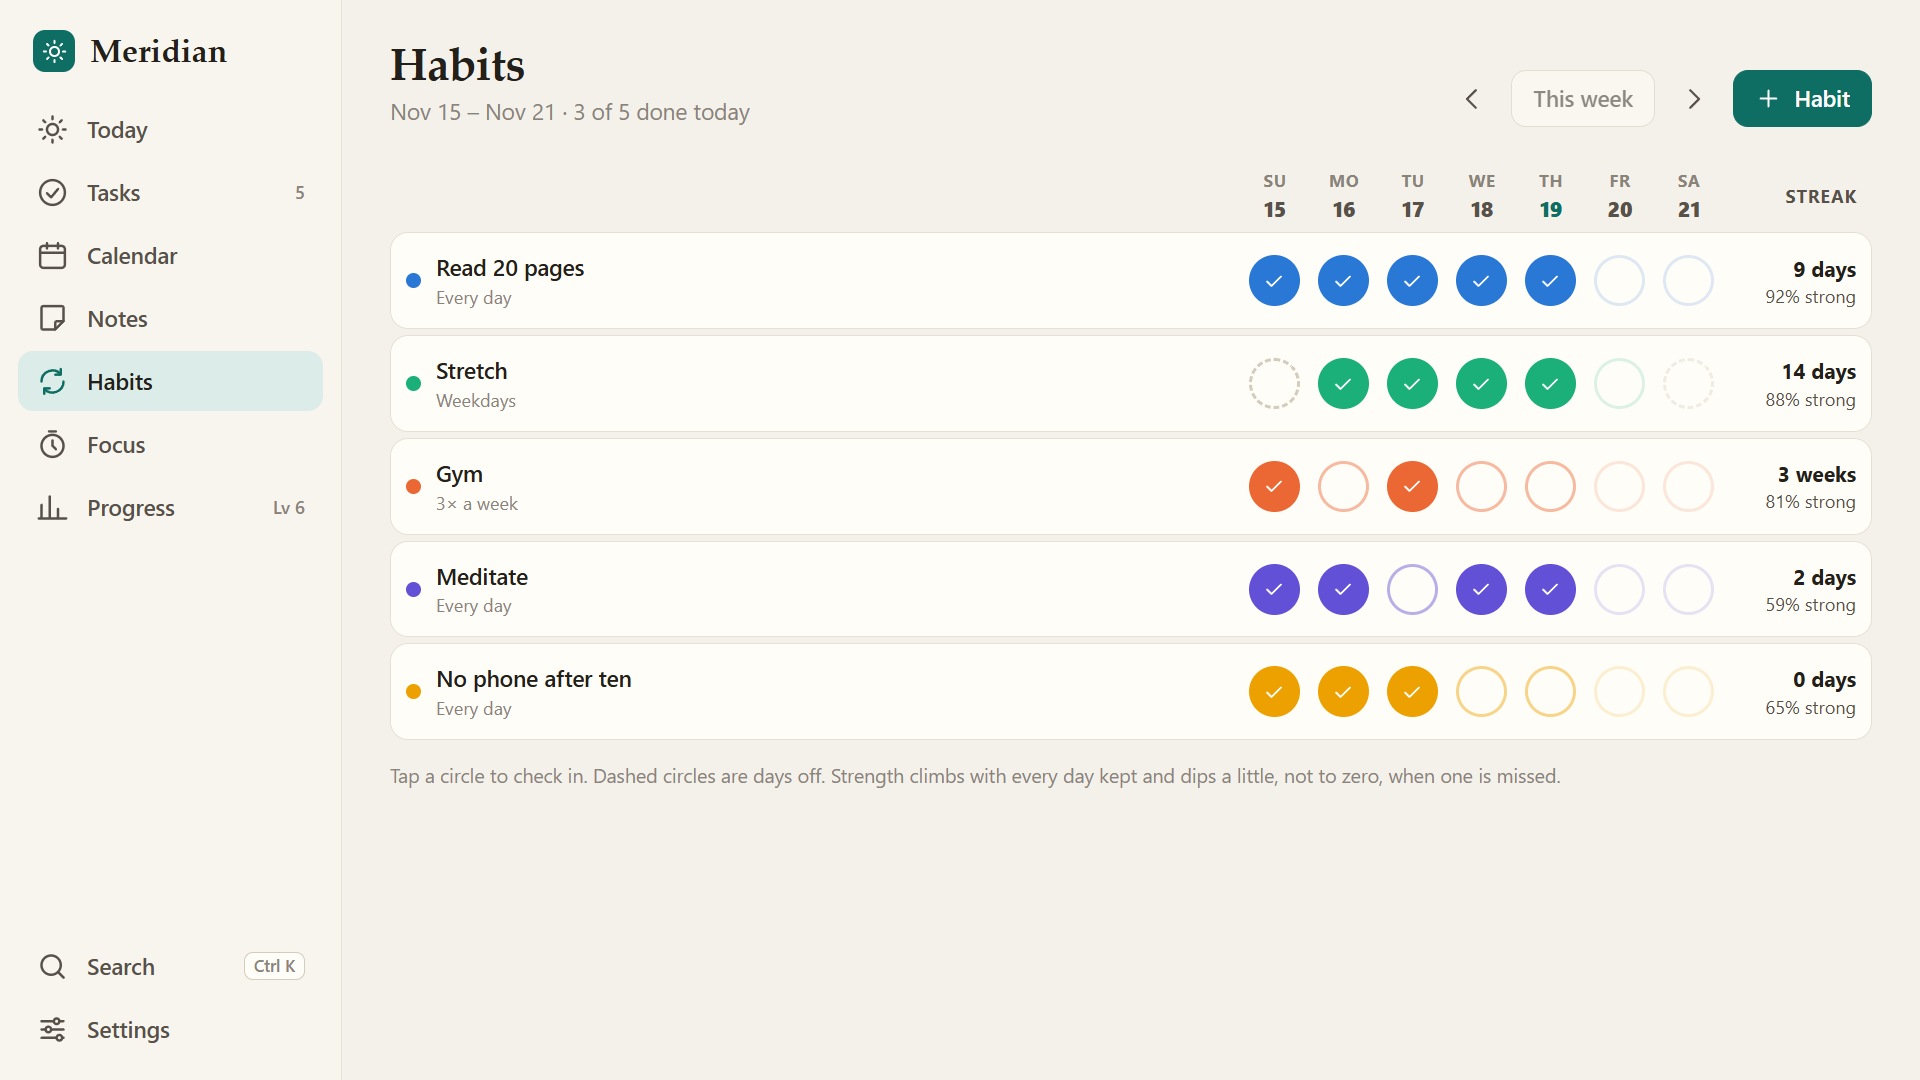 Meridian
Today
Tasks 5
Calendar
Notes
Habits
Focus
Progress Lv 6
Search Ctrl K
Settings
Habits
Nov 15 – Nov 21 · 3 of 5 done today
This week
Habit
SU MO TU WE TH FR SA
15 16 17 18 19 20 21
STREAK
Read 20 pages
Every day
9 days
92% strong
Stretch
Weekdays
14 days
88% strong
Gym
3× a week
3 weeks
81% strong
Meditate
Every day
2 days
59% strong
No phone after ten
Every day
0 days
65% strong
Tap a circle to check in. Dashed circles are days off. Strength climbs with every day kept and dips a little, not to zero, when one is missed.